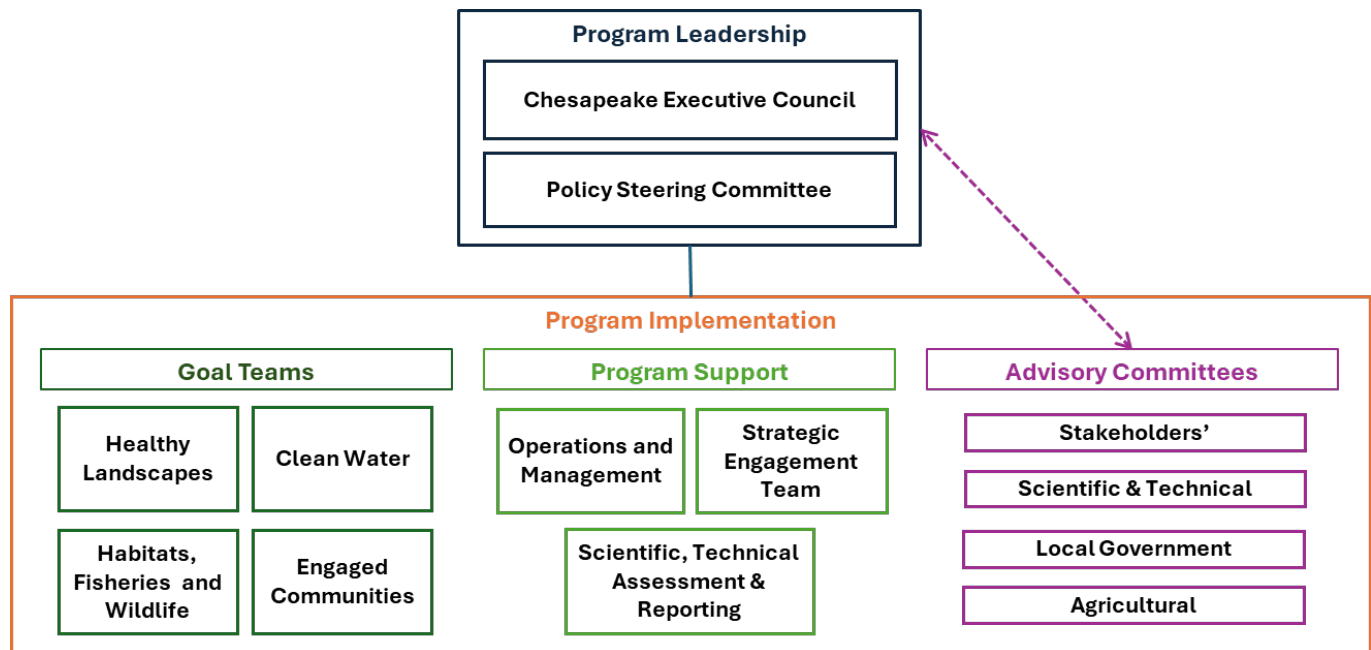 Program Leadership
Chesapeake Executive Council
Policy Steering Committee
Program Implementation
Goal Teams
Healthy
Landscapes
Clean Water
Habitats,
Fisheries and
Wildlife
Engaged
Communities
Program Support
Operations and
Management
Strategic
Engagement
Team
Scientific, Technical
Assessment &
Reporting
Advisory Committees
Stakeholders’
Scientific & Technical
Local Government
Agricultural